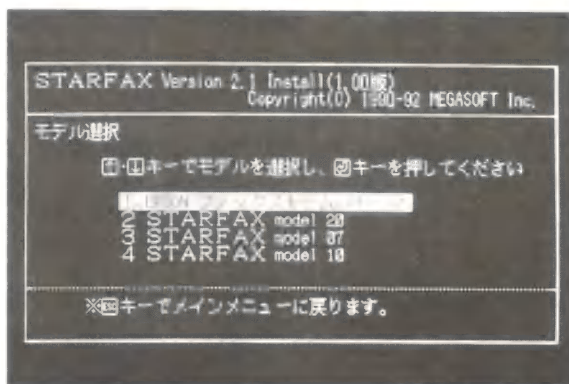 STARFAX Version 2.1 Install(1.00版)
Copyright(C) 1990-92 MEGASOFT Inc.
モデル選択
↑・↓キーでモデルを選択し、↵キーを押してください
1 EPSON
2 STARFAX model 20
3 STARFAX model 07
4 STARFAX model 10
※ESCキーでメインメニューに戻ります。